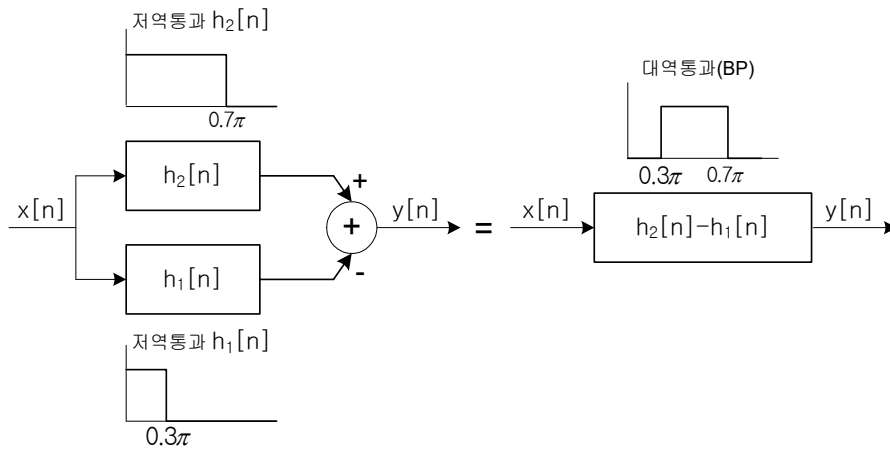 저역통과 h₂[n]
0.7π
h₂[n]
x[n]
+
+
y[n]
h₁[n]
-
저역통과 h₁[n]
0.3π
=
대역통과(BP)
0.3π 0.7π
x[n]
h₂[n]-h₁[n]
y[n]